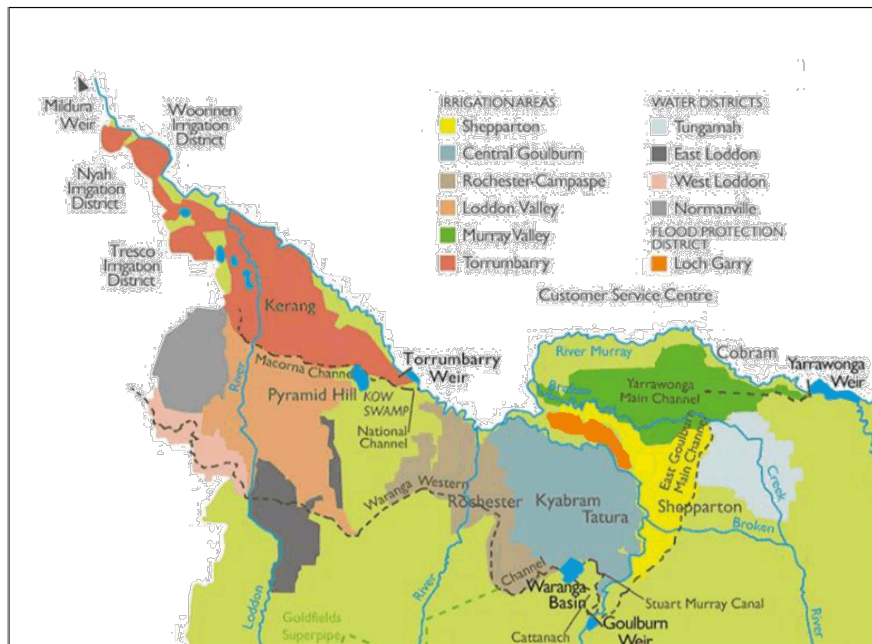 Mildura
Weir
Woorinen
Irrigation
District
Nyah
Irrigation
District
Tresco
Irrigation
District
IRRIGATION AREAS
Shepparton
Central Goulburn
Rochester-Campaspe
Loddon Valley
Murray Valley
Torrumbarry
WATER DISTRICTS
Tungamah
East Loddon
West Loddon
Normanville
FLOOD PROTECTION
DISTRICT
Loch Garry
Customer Service Centre
Kerang
Torrumbarry
Weir
Macorna Channel
River
Pyramid Hill
KOW
SWAMP
National
Channel
River Murray
Cobram
Yarrawonga
Weir
Yarrawonga
Main Channel
Broken
Creek
East Goulburn
Main Channel
Waranga Western
Rochester
Kyabram
Tatura
Shepparton
Broken
Channel
Waranga
Basin
Stuart Murray Canal
Goulburn
Weir
Cattanach
Loddon
River
River
Goldfields
Superpipe